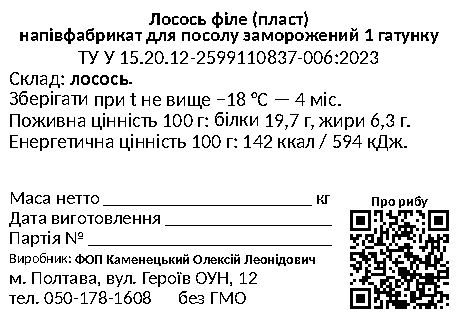 Лосось філе (пласт)
напівфабрикат для посолу заморожений 1 гатунку
ТУ У 15.20.12-2599110837-006:2023
Склад: лосось.
Зберігати при t не вище −18 °С — 4 міс.
Поживна цінність 100 г: білки 19,7 г, жири 6,3 г.
Енергетична цінність 100 г: 142 ккал / 594 кДж.
Маса нетто ____________________ кг
Дата виготовлення ________________
Партія № ________________________
Про рибу
Виробник: ФОП Каменецький Олексій Леонідович
м. Полтава, вул. Героїв ОУН, 12
тел. 050-178-1608 без ГМО